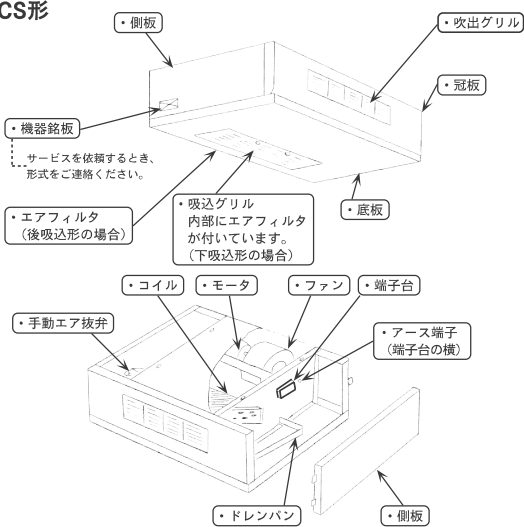 CS形
・側板
・吹出グリル
・冠板
・機器銘板
サービスを依頼するとき、
形式をご連絡ください。
・エアフィルタ
（後吸込形の場合）
・吸込グリル
内部にエアフィルタ
が付いています。
（下吸込形の場合）
・底板
・コイル
・モータ
・ファン
・端子台
・手動エア抜弁
・アース端子
（端子台の横）
・ドレンパン
・側板